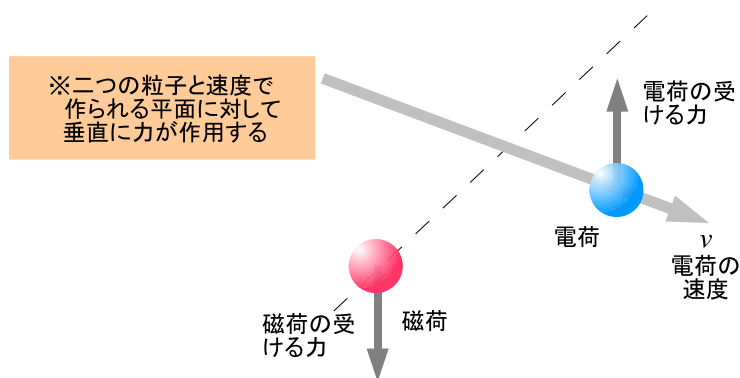 ※二つの粒子と速度で
作られる平面に対して
垂直に力が作用する
電荷の受
ける力
電荷
v
電荷の
速度
磁荷の受
ける力
磁荷